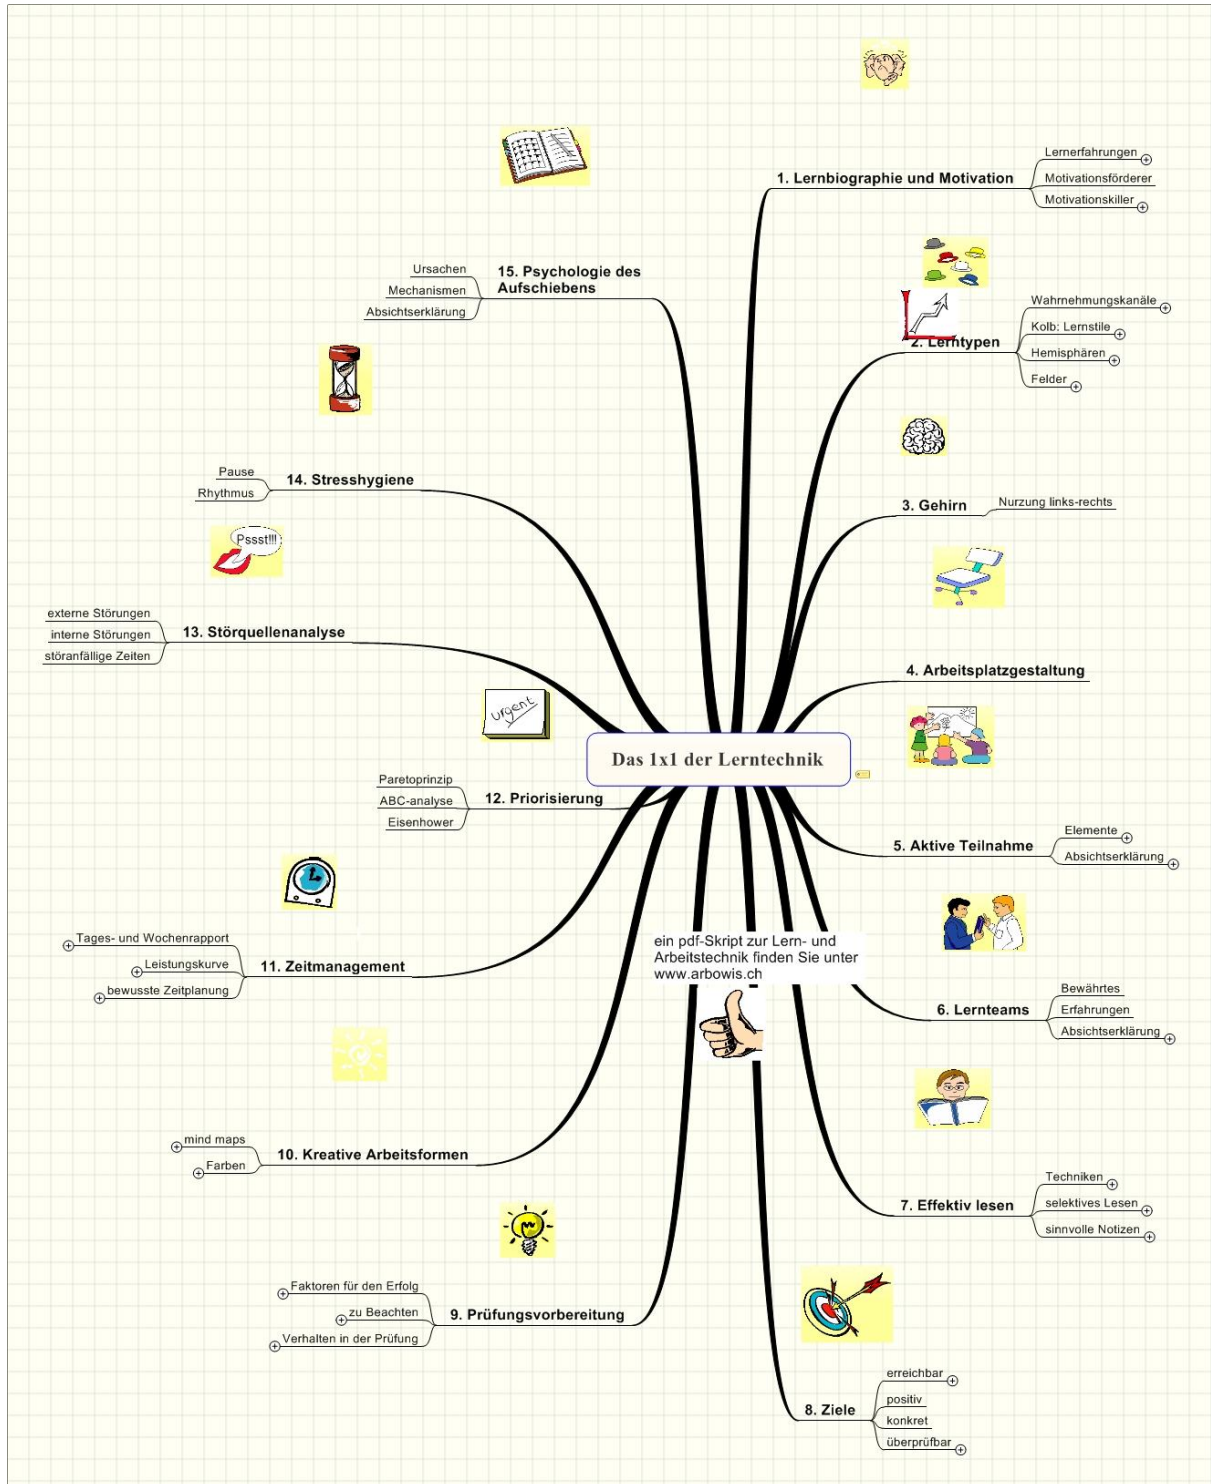 Das 1x1 der Lerntechnik
1. Lernbiographie und Motivation
Lernerfahrungen
Motivationsförderer
Motivationskiller
2. Lerntypen
Wahrnehmungskanäle
Kolb: Lernstile
Hemisphären
Felder
3. Gehirn
Nurzung links-rechts
4. Arbeitsplatzgestaltung
5. Aktive Teilnahme
Elemente
Absichtserklärung
6. Lernteams
Bewährtes
Erfahrungen
Absichtserklärung
7. Effektiv lesen
Techniken
selektives Lesen
sinnvolle Notizen
8. Ziele
erreichbar
positiv
konkret
überprüfbar
ein pdf-Skript zur Lern- und
Arbeitstechnik finden Sie unter
www.arbowis.ch
9. Prüfungsvorbereitung
Faktoren für den Erfolg
zu Beachten
Verhalten in der Prüfung
10. Kreative Arbeitsformen
mind maps
Farben
11. Zeitmanagement
Tages- und Wochenrapport
Leistungskurve
bewusste Zeitplanung
12. Priorisierung
Paretoprinzip
ABC-analyse
Eisenhower
urgent
13. Störquellenanalyse
externe Störungen
interne Störungen
störanfällige Zeiten
Pssst!!!
14. Stresshygiene
Pause
Rhythmus
15. Psychologie des
Aufschiebens
Ursachen
Mechanismen
Absichtserklärung